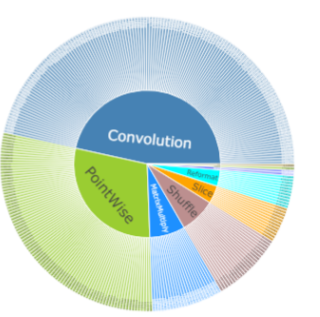 Convolution
PointWise
MatrixMultiply
Shuffle
Slice
Reformat